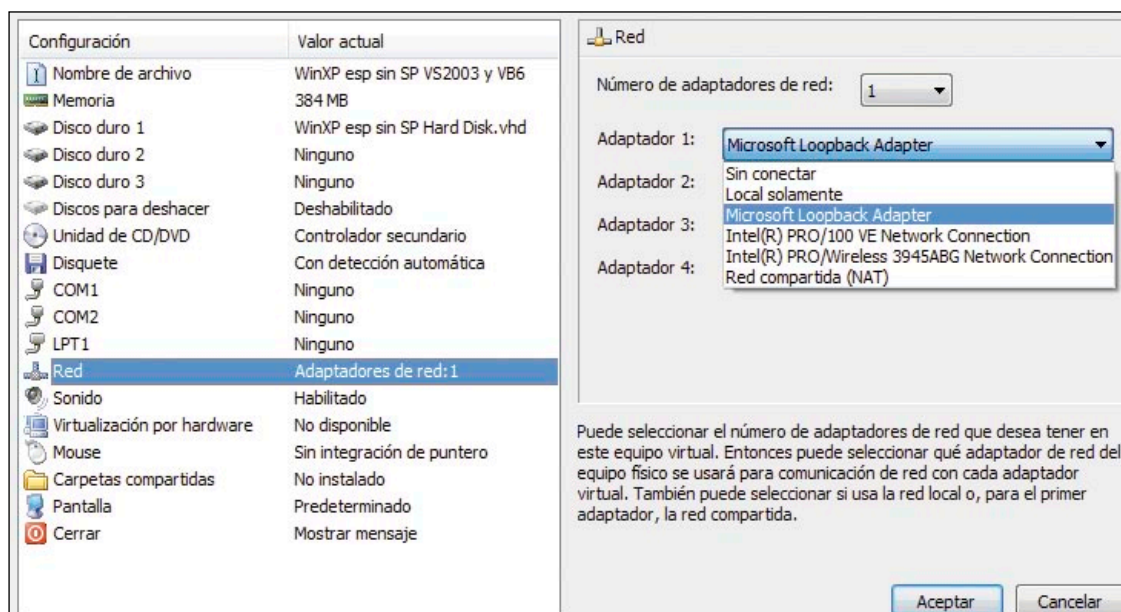 Configuración Valor actual
Nombre de archivo WinXP esp sin SP VS2003 y VB6
Memoria 384 MB
Disco duro 1 WinXP esp sin SP Hard Disk.vhd
Disco duro 2 Ninguno
Disco duro 3 Ninguno
Discos para deshacer Deshabilitado
Unidad de CD/DVD Controlador secundario
Disquete Con detección automática
COM1 Ninguno
COM2 Ninguno
LPT1 Ninguno
Red Adaptadores de red:1
Sonido Habilitado
Virtualización por hardware No disponible
Mouse Sin integración de puntero
Carpetas compartidas No instalado
Pantalla Predeterminado
Cerrar Mostrar mensaje
Red
Número de adaptadores de red: 1
Adaptador 1: Microsoft Loopback Adapter
Sin conectar
Adaptador 2:
Local solamente
Microsoft Loopback Adapter
Adaptador 3:
Intel(R) PRO/100 VE Network Connection
Intel(R) PRO/Wireless 3945ABG Network Connection
Adaptador 4:
Red compartida (NAT)
Puede seleccionar el número de adaptadores de red que desea tener en
este equipo virtual. Entonces puede seleccionar qué adaptador de red del
equipo físico se usará para comunicación de red con cada adaptador
virtual. También puede seleccionar si usa la red local o, para el primer
adaptador, la red compartida.
Aceptar Cancelar